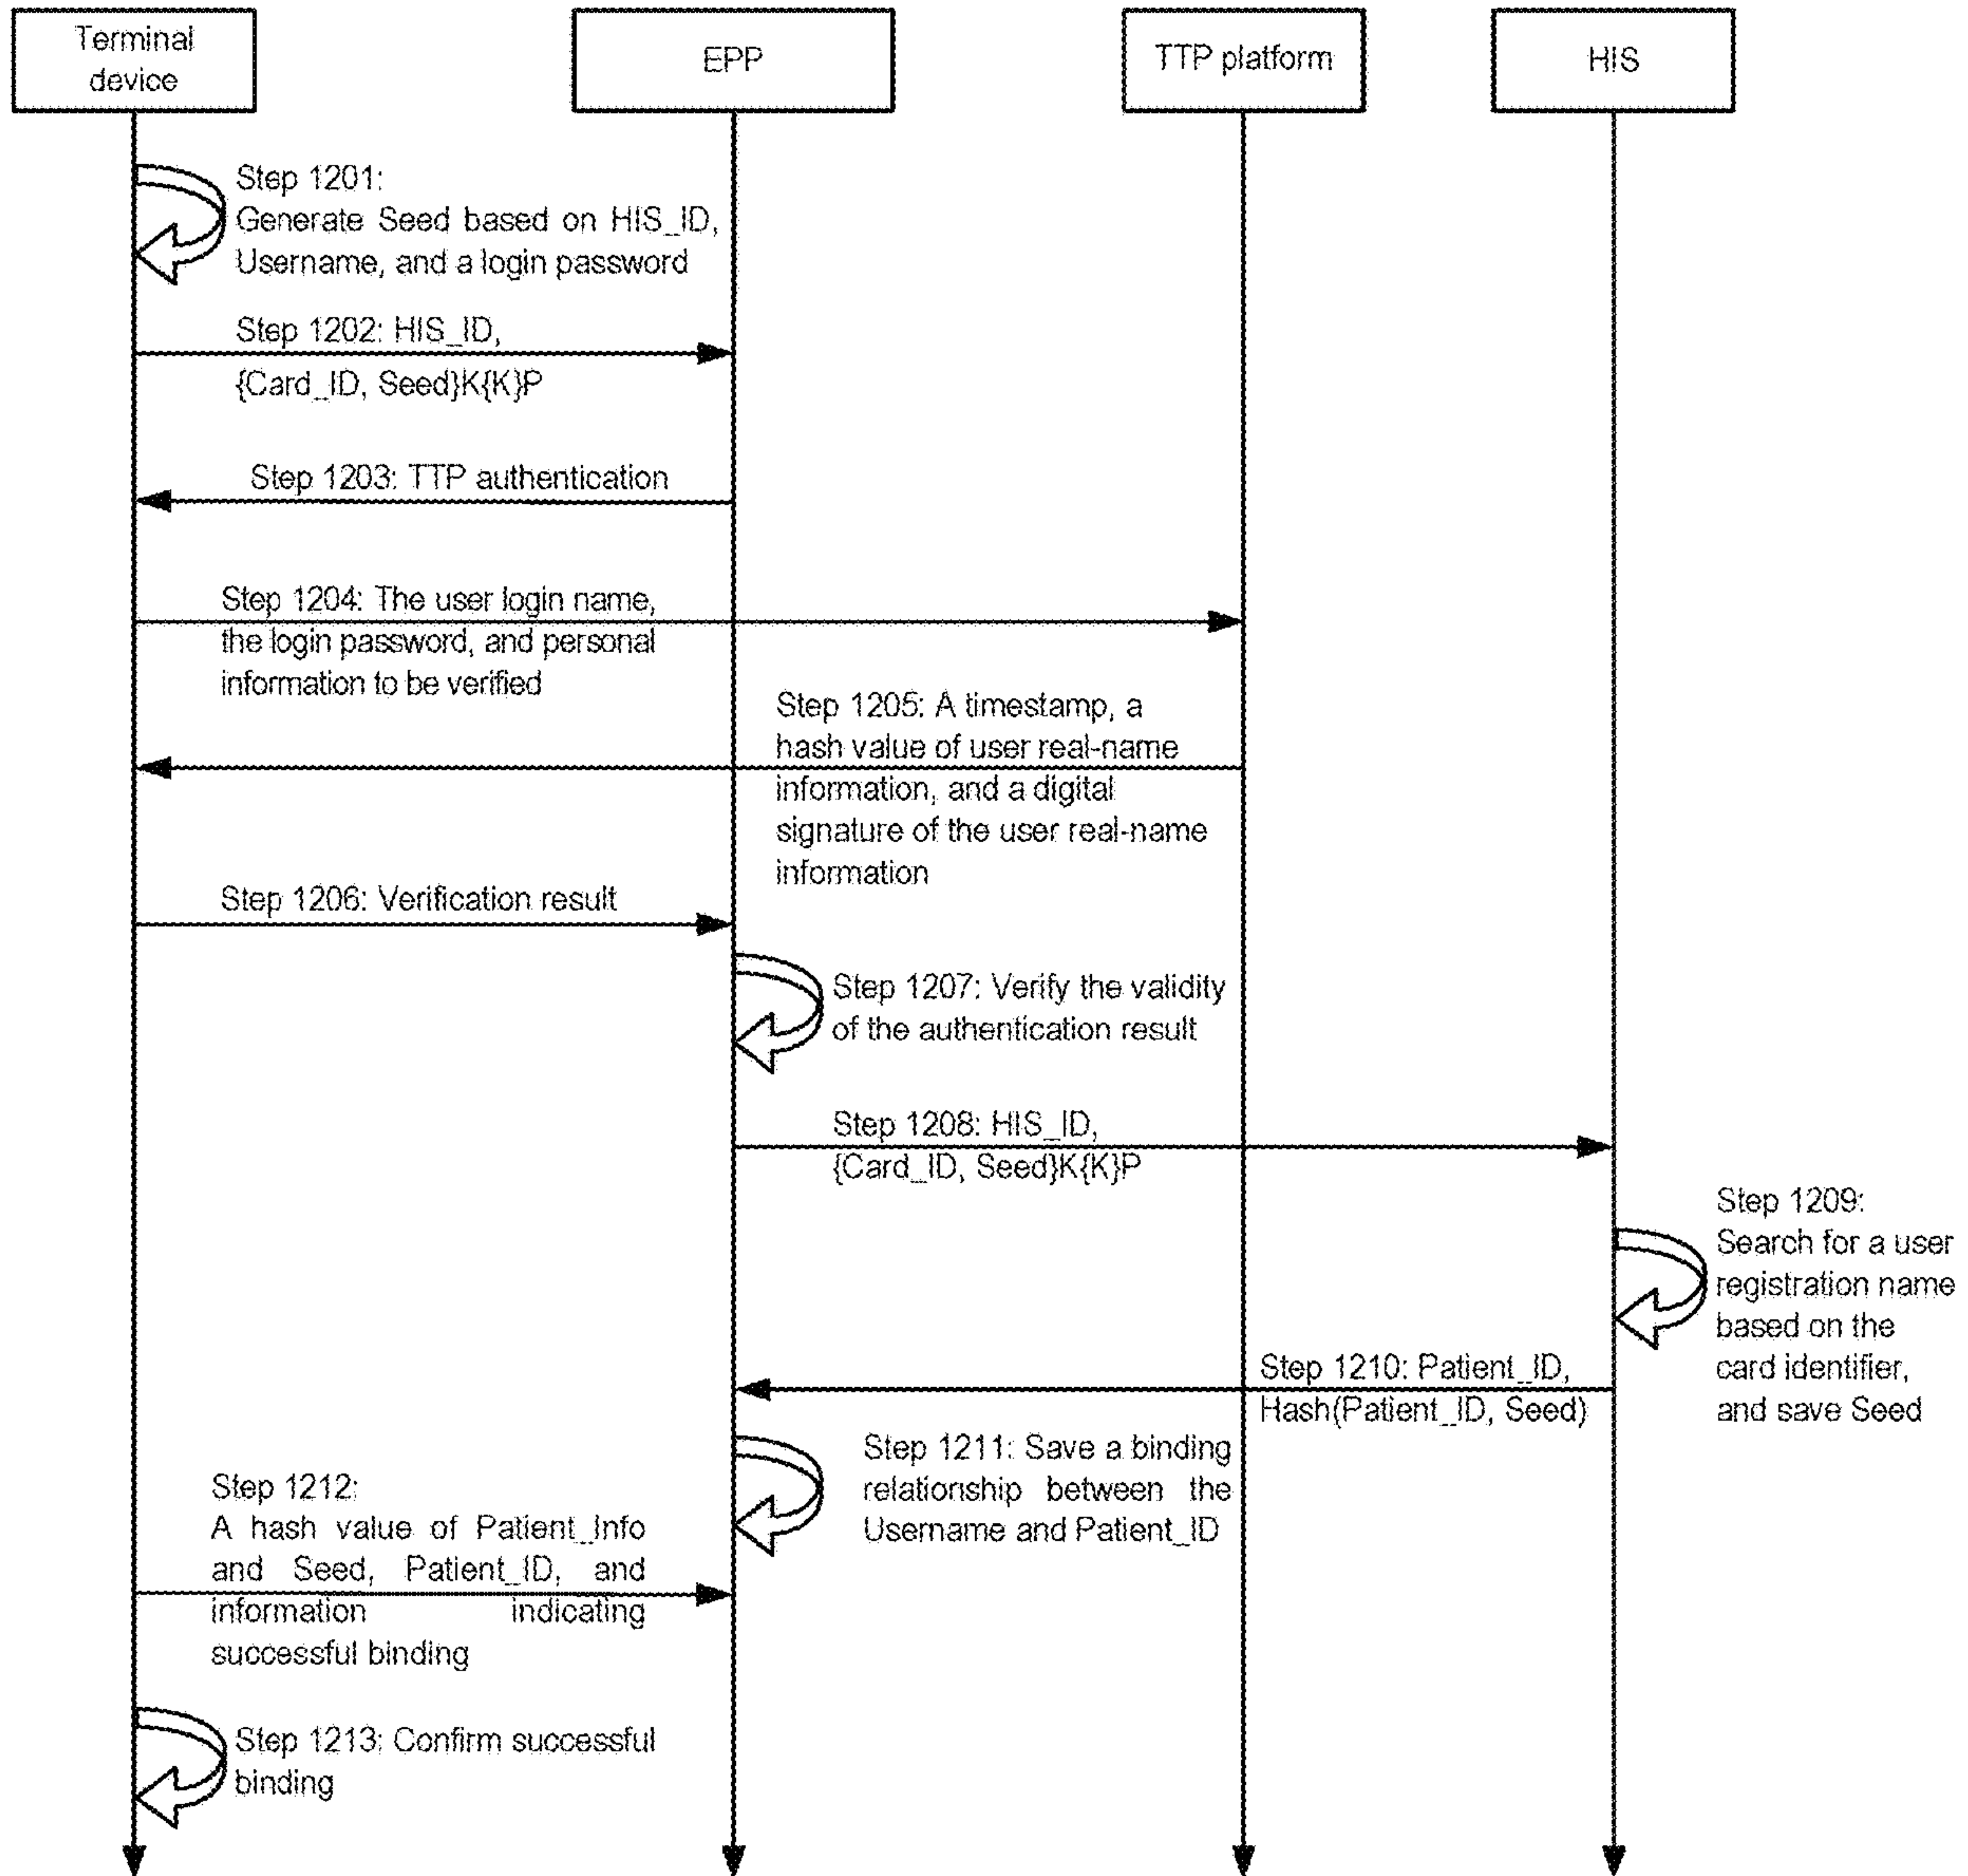 Terminal
device
EPP
TTP platform
HIS
Step 1201:
Generate Seed based on HIS_ID,
Username, and a login password
Step 1202: HIS_ID,
{Card_ID, Seed}K{K}P
Step 1203: TTP authentication
Step 1204: The user login name,
the login password, and personal
information to be verified
Step 1205: A timestamp, a
hash value of user real-name
information, and a digital
signature of the user real-name
information
Step 1206: Verification result
Step 1207: Verify the validity
of the authentication result
Step 1208: HIS_ID,
{Card_ID, Seed}K{K}P
Step 1209:
Search for a user
registration name
based on the
card identifier,
and save Seed
Step 1210: Patient_ID,
Hash(Patient_ID, Seed)
Step 1211: Save a binding
relationship between the
Username and Patient_ID
Step 1212:
A hash value of Patient_Info
and Seed, Patient_ID, and
information indicating
successful binding
Step 1213: Confirm successful
binding